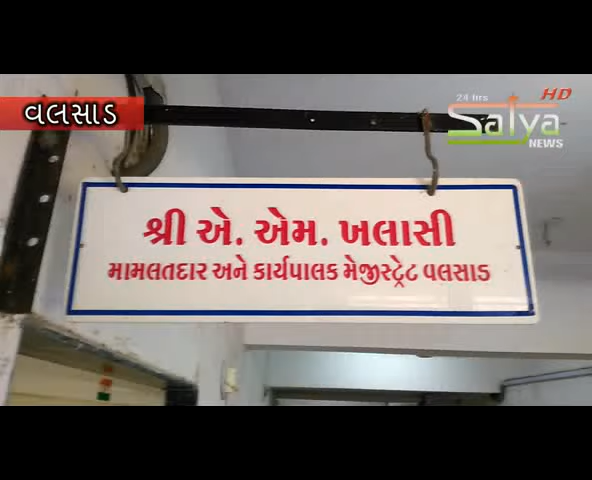 વલસાડ
24 hrs
HD
Satya
NEWS
શ્રી એ. એમ. ખલાસી
મામલતદાર અને કાર્યપાલક મેજીસ્ટ્રેટ વલસાડ